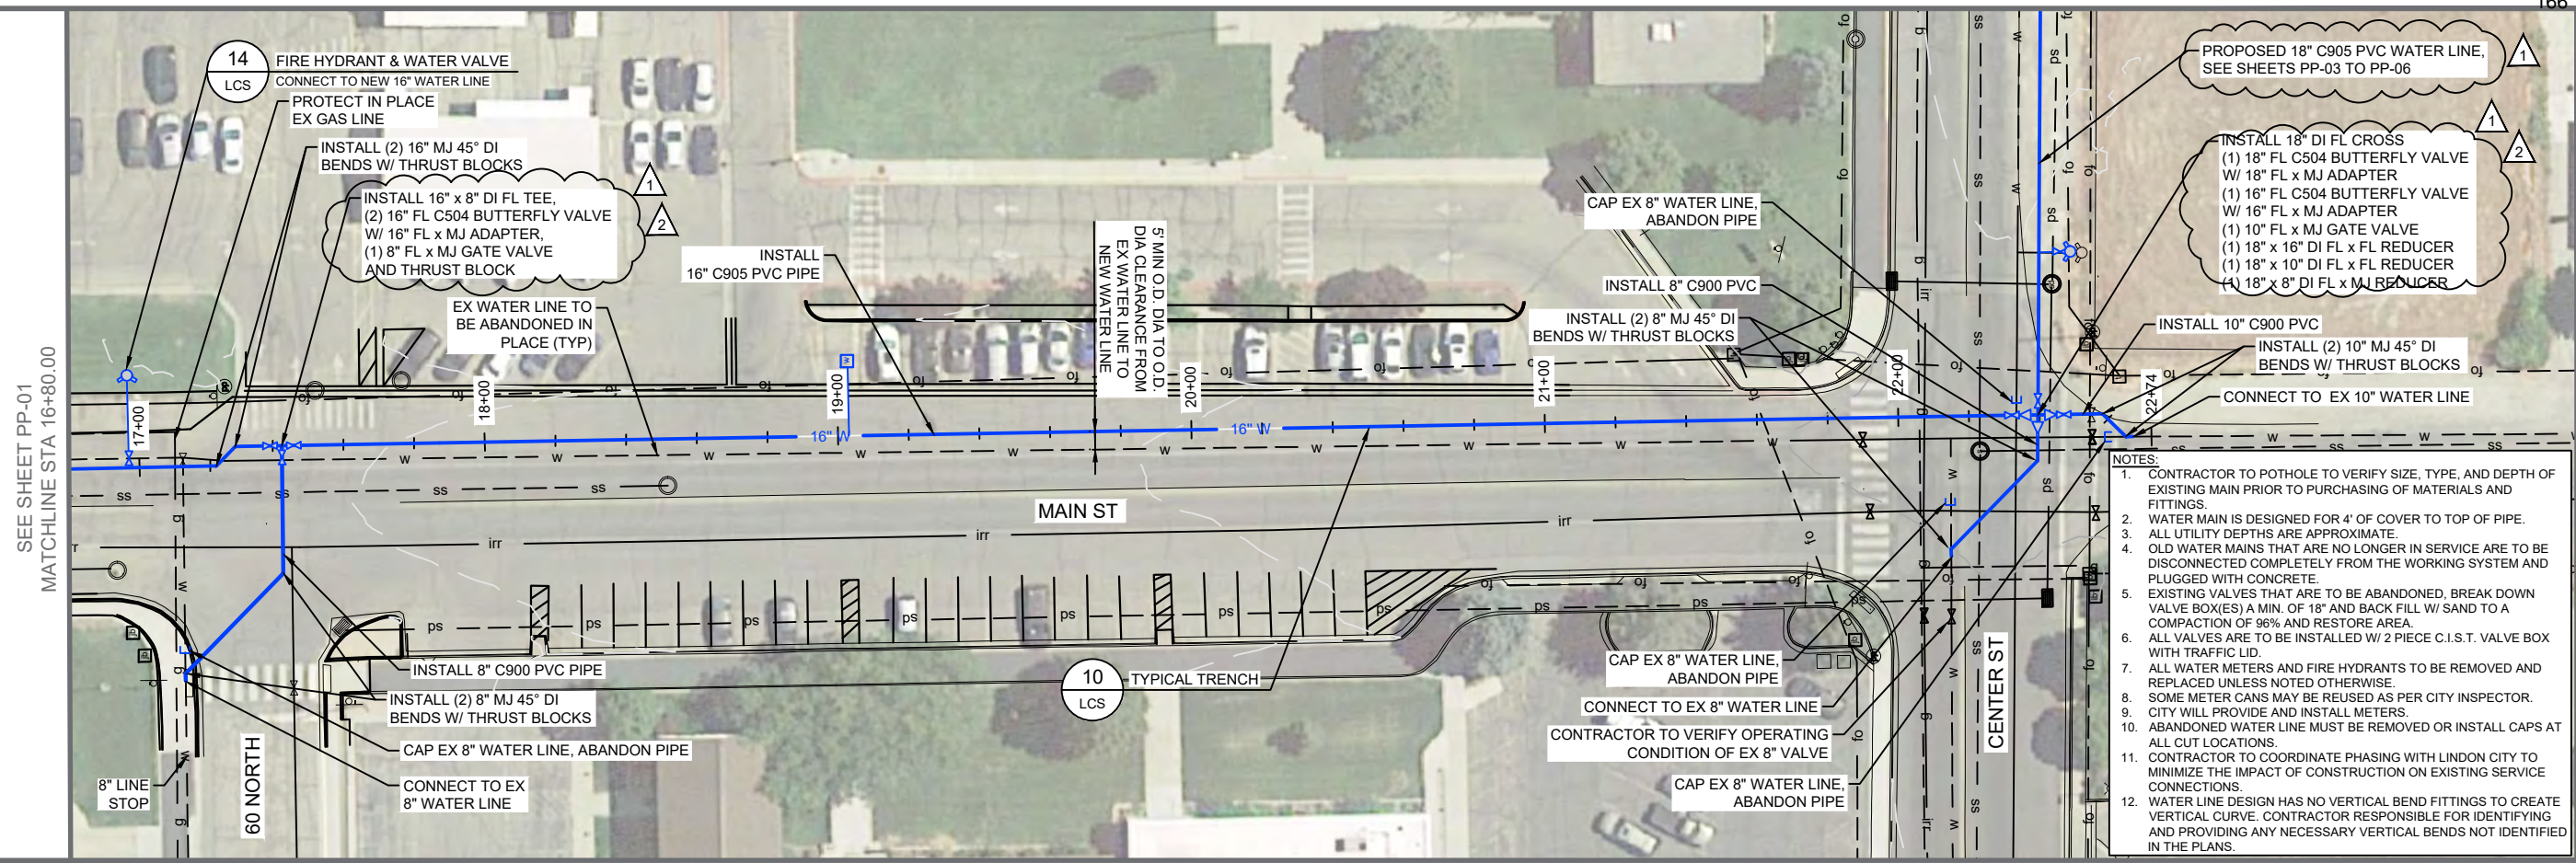 166
SEE SHEET PP-01
MATCHLINE STA 16+80.00
14
LCS
FIRE HYDRANT & WATER VALVE
CONNECT TO NEW 16" WATER LINE
PROTECT IN PLACE
EX GAS LINE
INSTALL (2) 16" MJ 45° DI
BENDS W/ THRUST BLOCKS
INSTALL 16" x 8" DI FL TEE,
(2) 16" FL C504 BUTTERFLY VALVE
W/ 16" FL x MJ ADAPTER,
(1) 8" FL x MJ GATE VALVE
AND THRUST BLOCK
1
2
EX WATER LINE TO
BE ABANDONED IN
PLACE (TYP)
INSTALL
16" C905 PVC PIPE
5' MIN O.D. DIA TO O.D.
DIA CLEARANCE FROM
EX WATER LINE TO
NEW WATER LINE
CAP EX 8" WATER LINE,
ABANDON PIPE
INSTALL 8" C900 PVC
INSTALL (2) 8" MJ 45° DI
BENDS W/ THRUST BLOCKS
PROPOSED 18" C905 PVC WATER LINE,
SEE SHEETS PP-03 TO PP-06
1
INSTALL 18" DI FL CROSS
(1) 18" FL C504 BUTTERFLY VALVE
W/ 18" FL x MJ ADAPTER
(1) 16" FL C504 BUTTERFLY VALVE
W/ 16" FL x MJ ADAPTER
(1) 10" FL x MJ GATE VALVE
(1) 18" x 16" DI FL x FL REDUCER
(1) 18" x 10" DI FL x FL REDUCER
(1) 18" x 8" DI FL x MJ REDUCER
1
2
INSTALL 10" C900 PVC
INSTALL (2) 10" MJ 45° DI
BENDS W/ THRUST BLOCKS
CONNECT TO EX 10" WATER LINE
17+00
18+00
19+00
20+00
21+00
22+00
22+74
16" W
16" W
MAIN ST
irr
irr
irr
INSTALL 8" C900 PVC PIPE
INSTALL (2) 8" MJ 45° DI
BENDS W/ THRUST BLOCKS
CAP EX 8" WATER LINE, ABANDON PIPE
CONNECT TO EX
8" WATER LINE
8" LINE
STOP
60 NORTH
10
LCS
TYPICAL TRENCH
CAP EX 8" WATER LINE,
ABANDON PIPE
CONNECT TO EX 8" WATER LINE
CONTRACTOR TO VERIFY OPERATING
CONDITION OF EX 8" VALVE
CAP EX 8" WATER LINE,
ABANDON PIPE
CENTER ST
NOTES:
1. CONTRACTOR TO POTHOLE TO VERIFY SIZE, TYPE, AND DEPTH OF
EXISTING MAIN PRIOR TO PURCHASING OF MATERIALS AND
FITTINGS.
2. WATER MAIN IS DESIGNED FOR 4' OF COVER TO TOP OF PIPE.
3. ALL UTILITY DEPTHS ARE APPROXIMATE.
4. OLD WATER MAINS THAT ARE NO LONGER IN SERVICE ARE TO BE
DISCONNECTED COMPLETELY FROM THE WORKING SYSTEM AND
PLUGGED WITH CONCRETE.
5. EXISTING VALVES THAT ARE TO BE ABANDONED, BREAK DOWN
VALVE BOX(ES) A MIN. OF 18" AND BACK FILL W/ SAND TO A
COMPACTION OF 96% AND RESTORE AREA.
6. ALL VALVES ARE TO BE INSTALLED W/ 2 PIECE C.I.S.T. VALVE BOX
WITH TRAFFIC LID.
7. ALL WATER METERS AND FIRE HYDRANTS TO BE REMOVED AND
REPLACED UNLESS NOTED OTHERWISE.
8. SOME METER CANS MAY BE REUSED AS PER CITY INSPECTOR.
9. CITY WILL PROVIDE AND INSTALL METERS.
10. ABANDONED WATER LINE MUST BE REMOVED OR INSTALL CAPS AT
ALL CUT LOCATIONS.
11. CONTRACTOR TO COORDINATE PHASING WITH LINDON CITY TO
MINIMIZE THE IMPACT OF CONSTRUCTION ON EXISTING SERVICE
CONNECTIONS.
12. WATER LINE DESIGN HAS NO VERTICAL BEND FITTINGS TO CREATE
VERTICAL CURVE. CONTRACTOR RESPONSIBLE FOR IDENTIFYING
AND PROVIDING ANY NECESSARY VERTICAL BENDS NOT IDENTIFIED
IN THE PLANS.